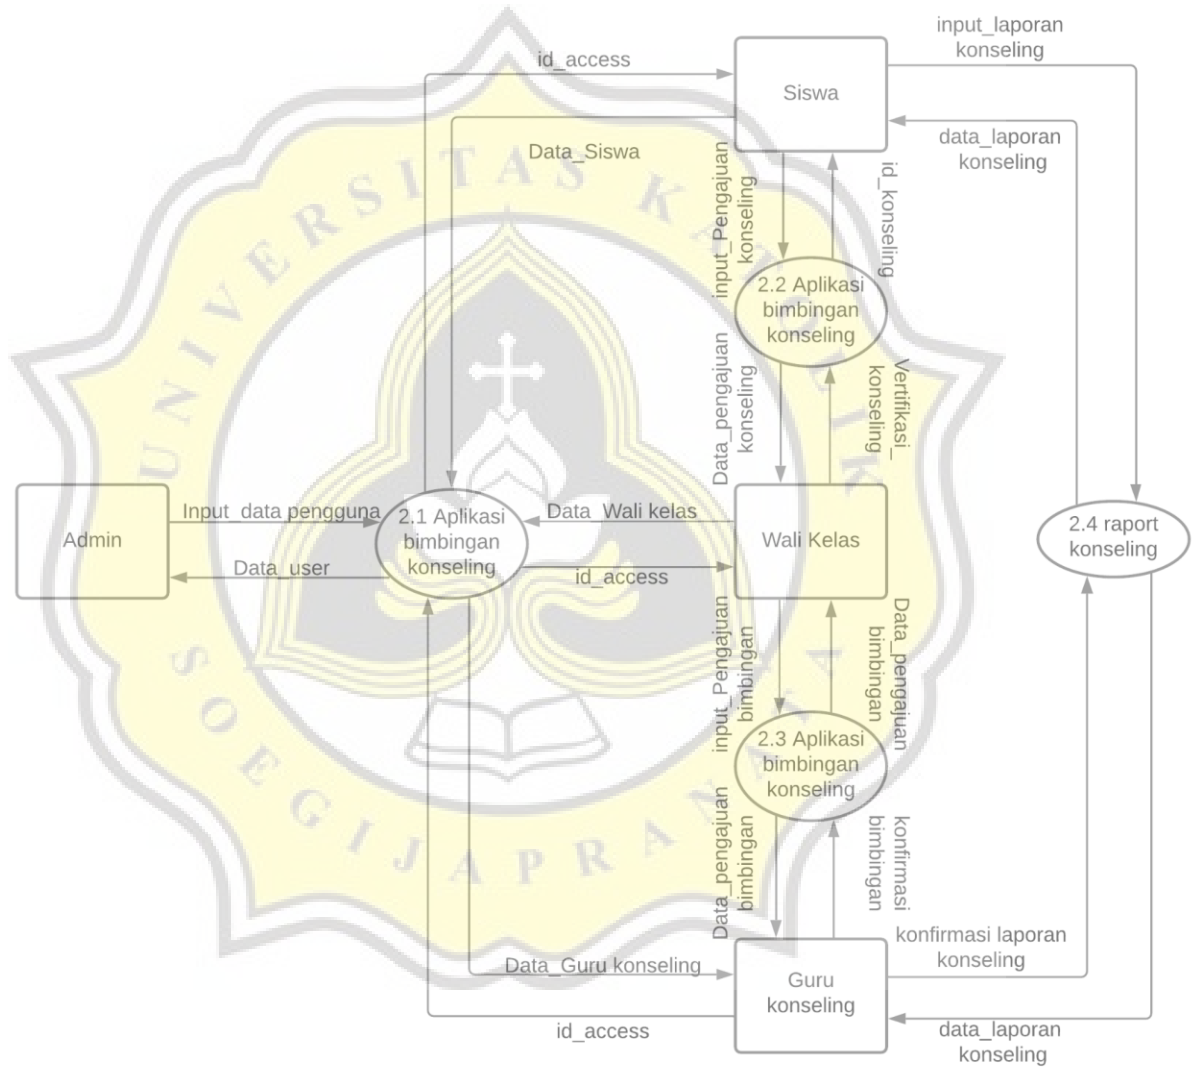 input_laporan
konseling
id_access
Siswa
Data_Siswa
data_laporan
konseling
input_Pengajuan
konseling
id_konseling
2.2 Aplikasi
bimbingan
konseling
Data_pengajuan
konseling
Vertifikasi_
konseling
Admin
Input_data pengguna
Data_user
2.1 Aplikasi
bimbingan
konseling
Data_Wali kelas
id_access
Wali Kelas
2.4 raport
konseling
input_Pengajuan
bimbingan
Data_pengajuan
bimbingan
2.3 Aplikasi
bimbingan
konseling
Data_pengajuan
bimbingan
konfirmasi
bimbingan
Data_Guru konseling
id_access
Guru
konseling
konfirmasi laporan
konseling
data_laporan
konseling
UNIVERSITAS KATOLIK
SOEGIJAPRANATA